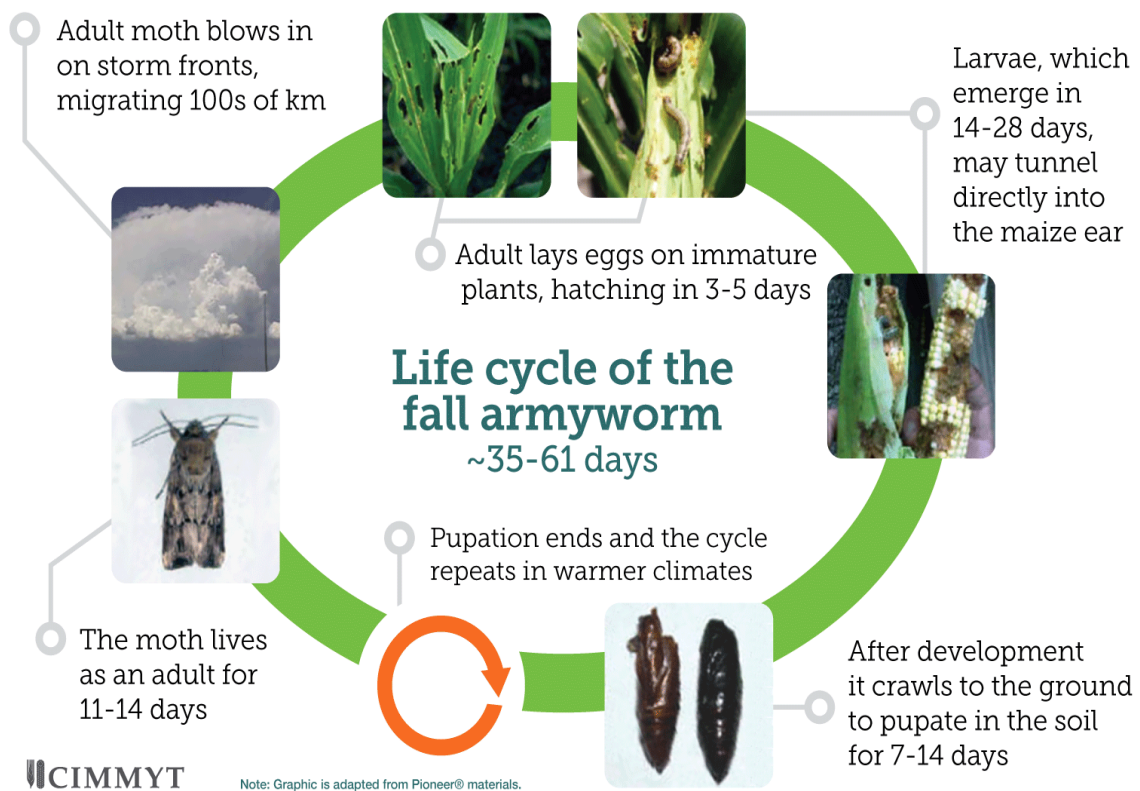 Adult moth blows in
on storm fronts,
migrating 100s of km
Larvae, which
emerge in
14-28 days,
may tunnel
directly into
the maize ear
Adult lays eggs on immature
plants, hatching in 3-5 days
Life cycle of the
fall armyworm
~35-61 days
Pupation ends and the cycle
repeats in warmer climates
The moth lives
as an adult for
11-14 days
After development
it crawls to the ground
to pupate in the soil
for 7-14 days
CIMMYT
Note: Graphic is adapted from Pioneer® materials.